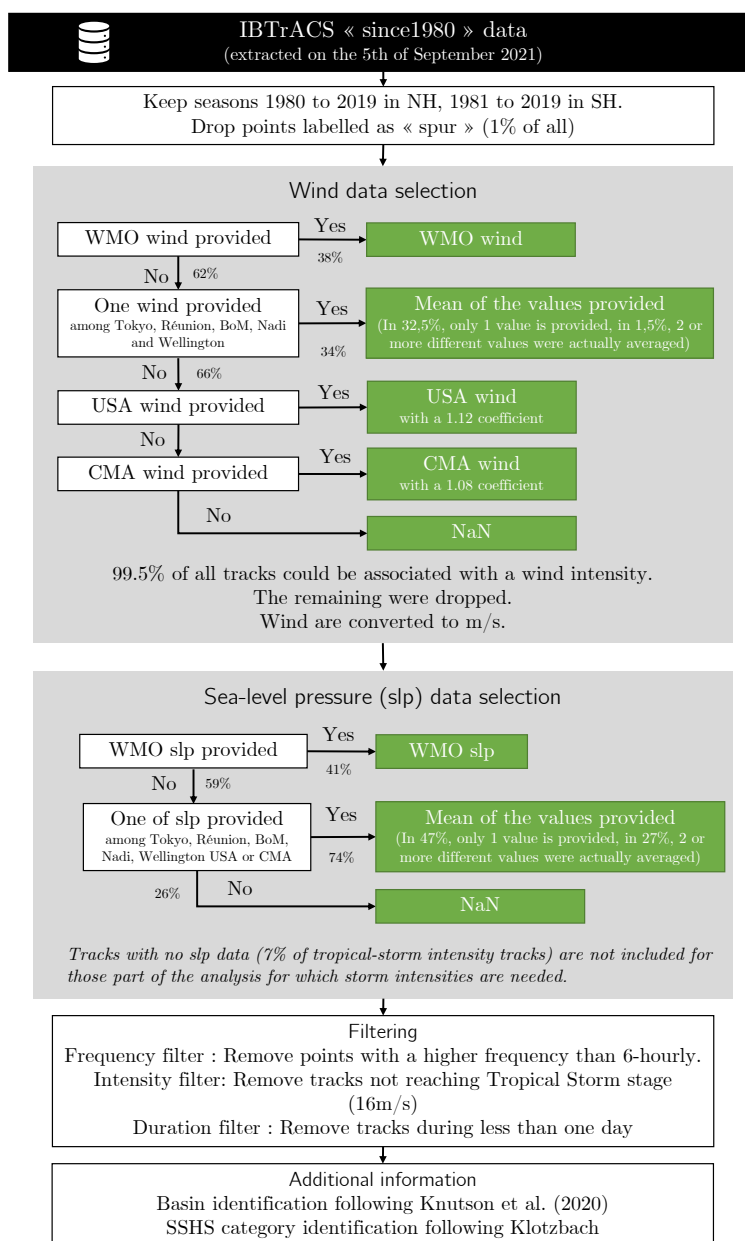 IBTrACS « since1980 » data
(extracted on the 5th of September 2021)
Keep seasons 1980 to 2019 in NH, 1981 to 2019 in SH.
Drop points labelled as « spur » (1% of all)
Wind data selection
WMO wind provided
Yes
38%
WMO wind
No
62%
One wind provided
among Tokyo, Réunion, BoM, Nadi
and Wellington
Yes
34%
Mean of the values provided
(In 32,5%, only 1 value is provided, in 1,5%, 2 or
more different values were actually averaged)
No
66%
USA wind provided
Yes
USA wind
with a 1.12 coefficient
No
CMA wind provided
Yes
CMA wind
with a 1.08 coefficient
No
NaN
99.5% of all tracks could be associated with a wind intensity.
The remaining were dropped.
Wind are converted to m/s.
Sea-level pressure (slp) data selection
WMO slp provided
Yes
41%
WMO slp
No
59%
One of slp provided
among Tokyo, Réunion, BoM,
Nadi, Wellington USA or CMA
Yes
74%
Mean of the values provided
(In 47%, only 1 value is provided, in 27%, 2 or
more different values were actually averaged)
26%
No
NaN
Tracks with no slp data (7% of tropical-storm intensity tracks) are not included for
those part of the analysis for which storm intensities are needed.
Filtering
Frequency filter : Remove points with a higher frequency than 6-hourly.
Intensity filter: Remove tracks not reaching Tropical Storm stage
(16m/s)
Duration filter : Remove tracks during less than one day
Additional information
Basin identification following Knutson et al. (2020)
SSHS category identification following Klotzbach